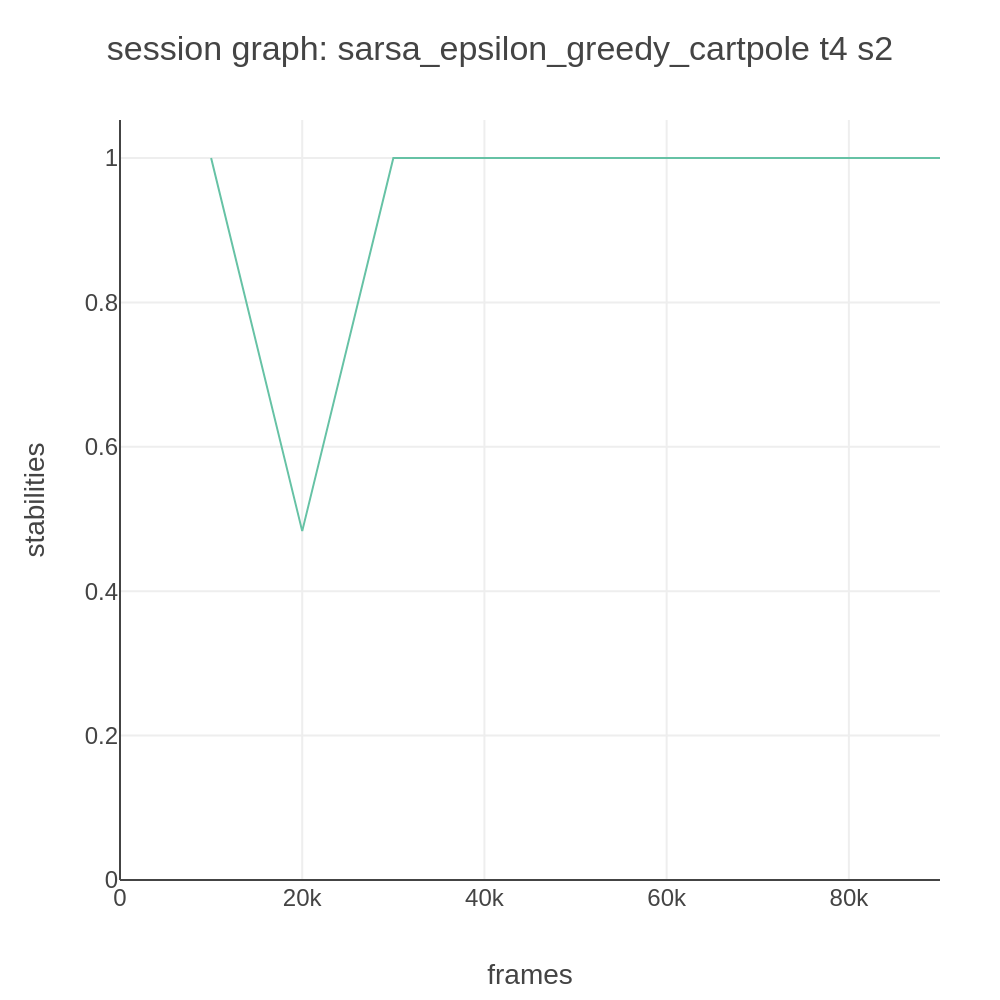 session graph: sarsa_epsilon_greedy_cartpole t4 s2
1
0.8
0.6
0.4
0.2
0
stabilities
0
20k
40k
60k
80k
frames